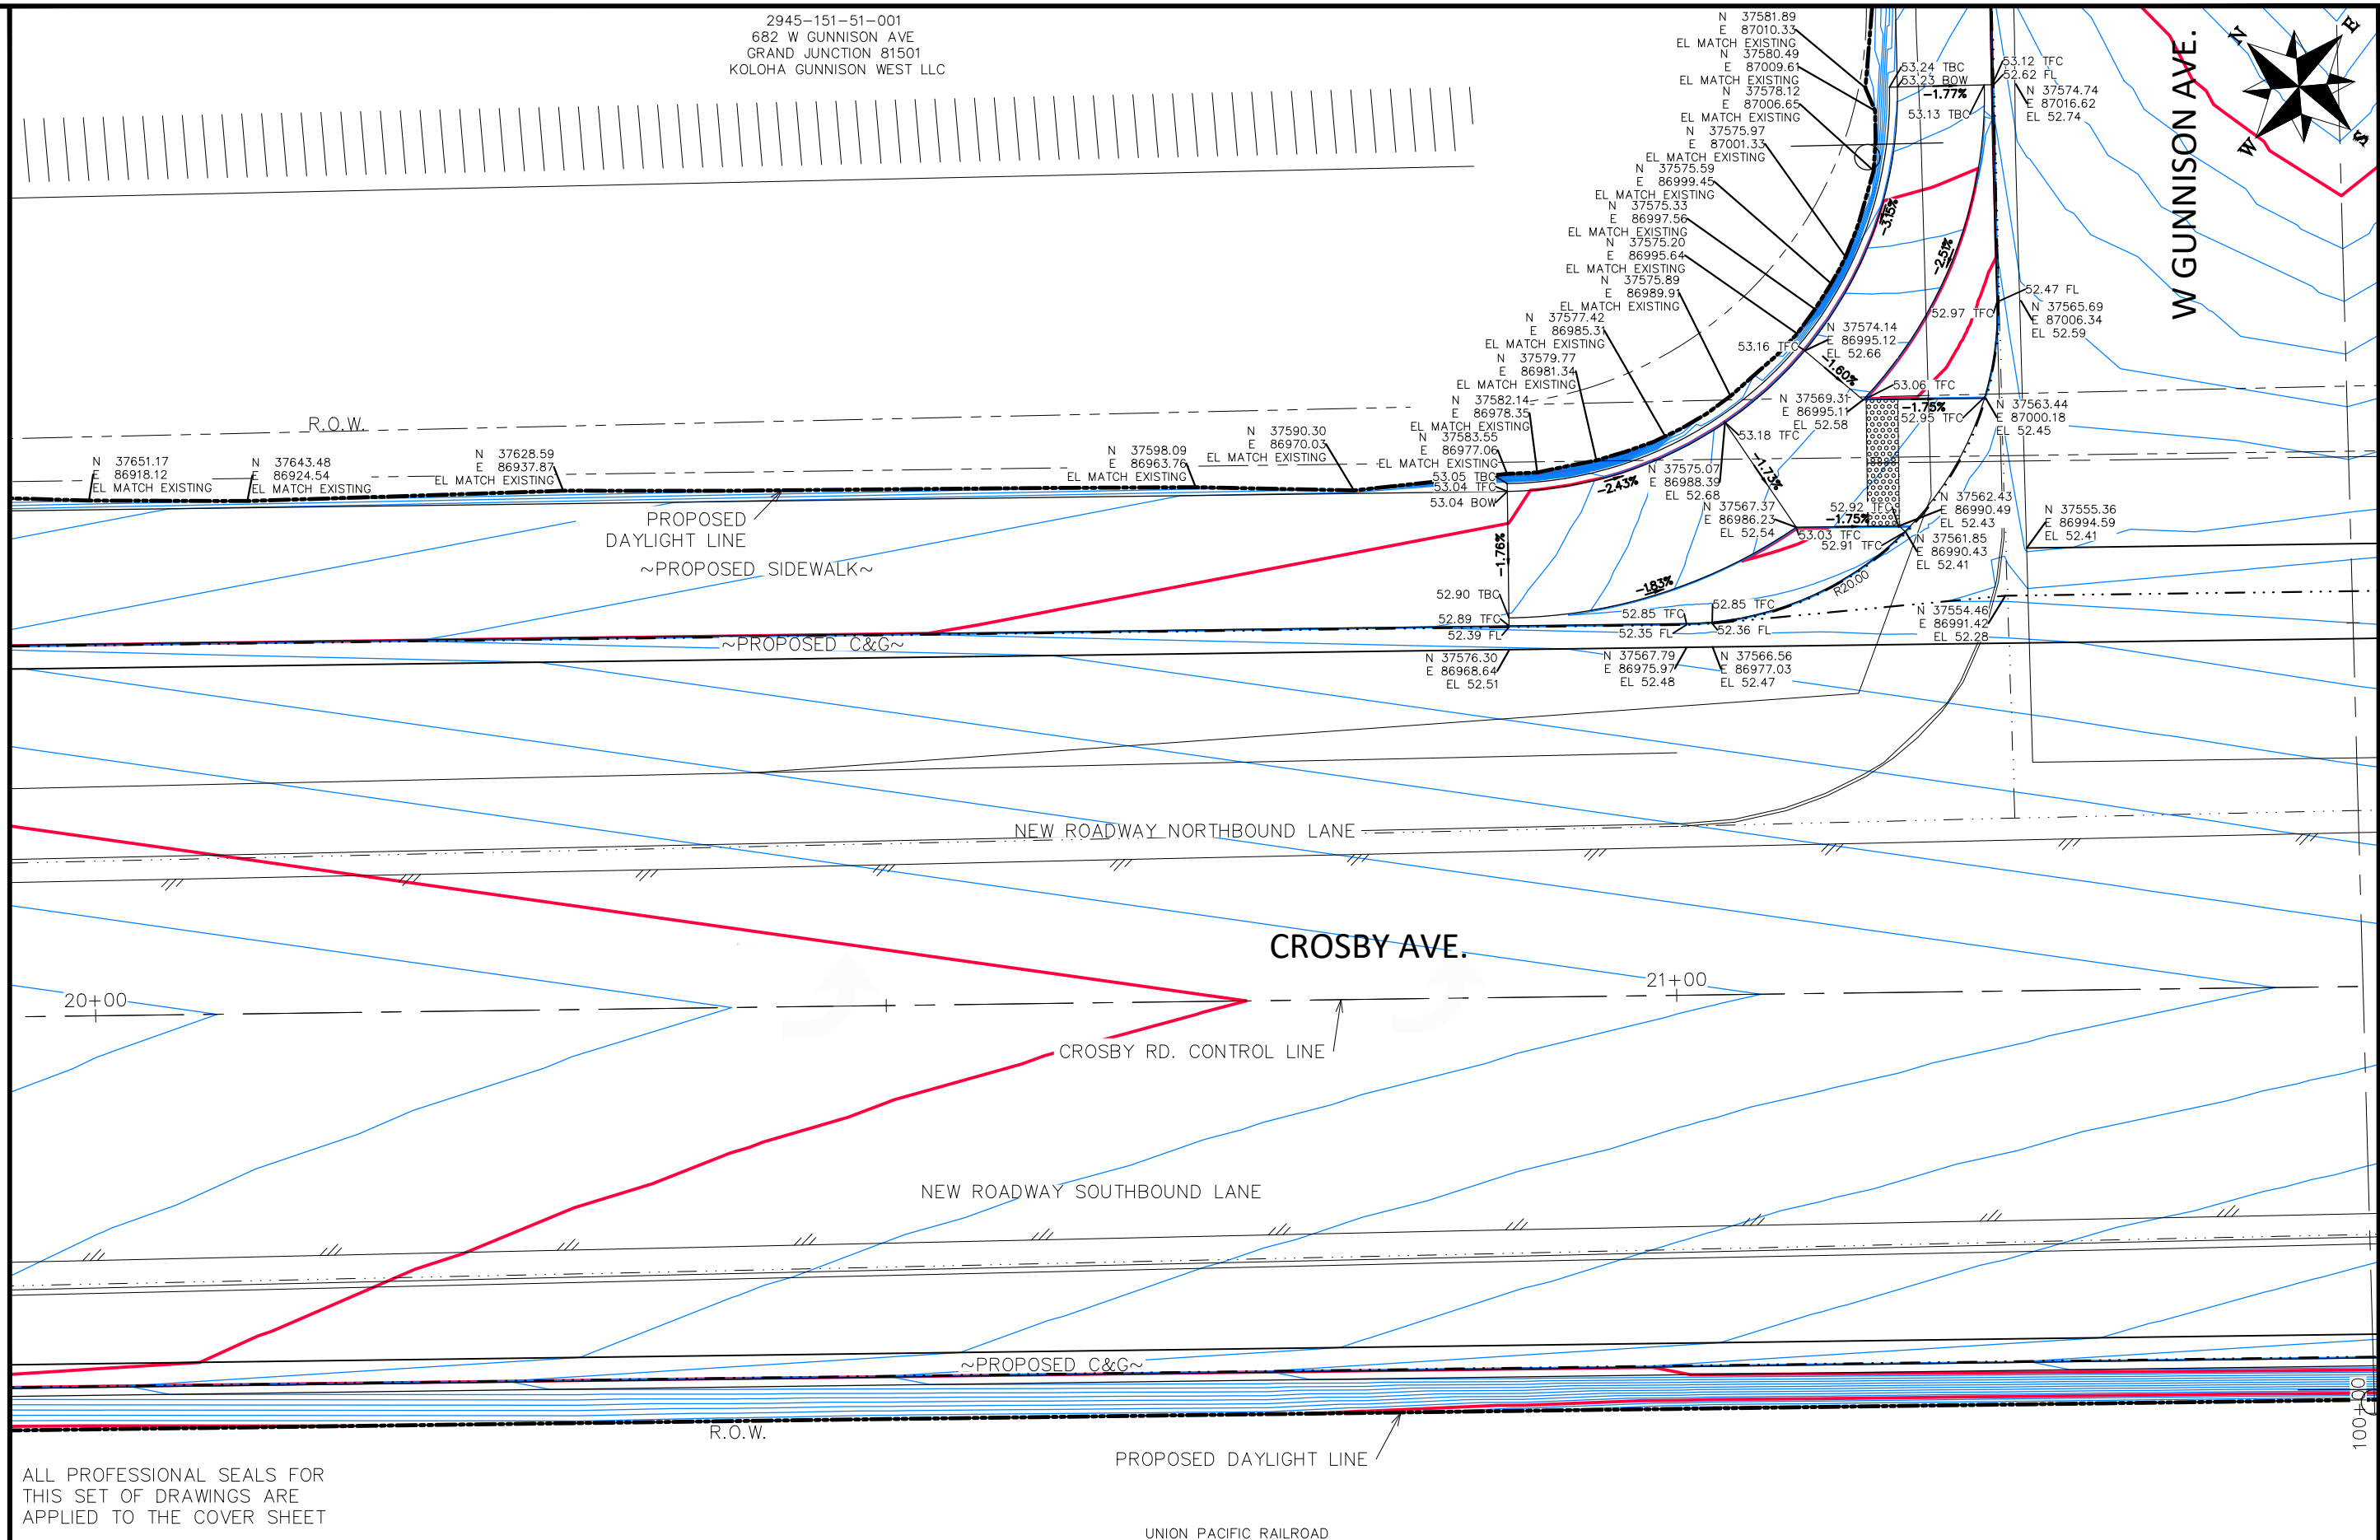 2945-151-51-001
682 W GUNNISON AVE
GRAND JUNCTION 81501
KOLOHA GUNNISON WEST LLC
N 37581.89
E 87010.33
EL MATCH EXISTING
N 37580.49
E 87009.61
EL MATCH EXISTING
N 37578.12
E 87006.65
EL MATCH EXISTING
N 37575.97
E 87001.33
EL MATCH EXISTING
N 37575.59
E 86999.45
EL MATCH EXISTING
N 37575.33
E 86997.56
EL MATCH EXISTING
N 37575.20
E 86995.64
EL MATCH EXISTING
N 37575.89
E 86989.91
EL MATCH EXISTING
N 37577.42
E 86985.31
EL MATCH EXISTING
N 37579.77
E 86981.34
EL MATCH EXISTING
N 37582.14
E 86978.35
EL MATCH EXISTING
N 37583.55
E 86977.06
EL MATCH EXISTING
53.05 TBC
53.04 TFC
53.04 BOW
N 37590.30
E 86970.03
EL MATCH EXISTING
N 37598.09
E 86963.76
EL MATCH EXISTING
N 37628.59
E 86937.87
EL MATCH EXISTING
N 37643.48
E 86924.54
EL MATCH EXISTING
N 37651.17
E 86918.12
EL MATCH EXISTING
R.O.W.
53.24 TBC
53.23 BOW
-1.77%
53.13 TBC
53.12 TFC
52.62 FL
N 37574.74
E 87016.62
EL 52.74
W GUNNISON AVE.
N
E
S
W
-3.15%
-2.51%
52.47 FL
52.97 TFC
N 37565.69
E 87006.34
EL 52.59
53.16 TFC
N 37574.14
E 86995.12
EL 52.66
-1.60%
53.06 TFC
N 37569.31
E 86995.11
EL 52.58
-1.75%
52.95 TFC
N 37563.44
E 87000.18
EL 52.45
53.18 TFC
-1.73%
-2.43%
N 37575.07
E 86988.39
EL 52.68
N 37567.37
E 86986.23
EL 52.54
52.92 TFC
-1.75%
53.03 TFC
52.91 TFC
N 37562.43
E 86990.49
EL 52.43
N 37561.85
E 86990.43
EL 52.41
N 37555.36
E 86994.59
EL 52.41
-1.76%
-1.83%
R20.00
52.90 TBC
52.89 TFC
52.39 FL
52.85 TFC
52.35 FL
52.85 TFC
52.36 FL
N 37554.46
E 86991.42
EL 52.28
N 37576.30
E 86968.64
EL 52.51
N 37567.79
E 86975.97
EL 52.48
N 37566.56
E 86977.03
EL 52.47
PROPOSED
DAYLIGHT LINE
~PROPOSED SIDEWALK~
~PROPOSED C&G~
NEW ROADWAY NORTHBOUND LANE
CROSBY AVE.
20+00
21+00
CROSBY RD. CONTROL LINE
NEW ROADWAY SOUTHBOUND LANE
~PROPOSED C&G~
R.O.W.
PROPOSED DAYLIGHT LINE
100+00
ALL PROFESSIONAL SEALS FOR
THIS SET OF DRAWINGS ARE
APPLIED TO THE COVER SHEET
UNION PACIFIC RAILROAD